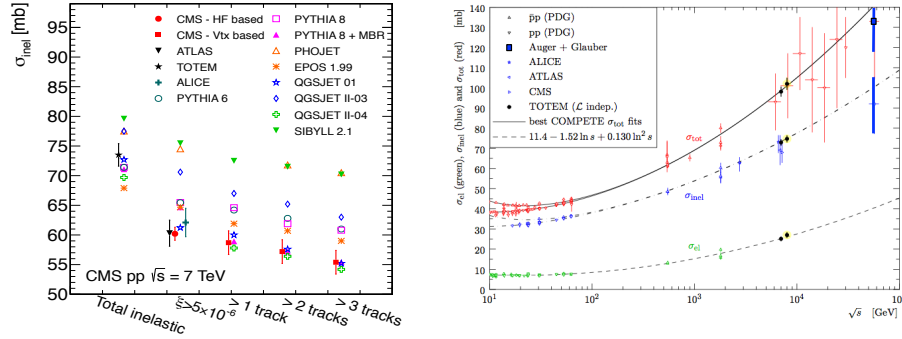 σinel [mb]
95
90
85
80
75
70
65
60
55
50
CMS - HF based
CMS - Vtx based
ATLAS
TOTEM
ALICE
PYTHIA 6
PYTHIA 8
PYTHIA 8 + MBR
PHOJET
EPOS 1.99
QGSJET 01
QGSJET II-03
QGSJET II-04
SIBYLL 2.1
CMS pp √s = 7 TeV
Total inelastic
ξ>5×10-6
> 1 track
> 2 tracks
> 3 tracks
σel (green), σinel (blue) and σtot (red) [mb]
140
130
120
110
100
90
80
70
60
50
40
30
20
10
0
p̄p (PDG)
pp (PDG)
Auger + Glauber
ALICE
ATLAS
CMS
TOTEM (ℒ indep.)
best COMPETE σtot fits
11.4 − 1.52 ln s + 0.130 ln² s
σtot
σinel
σel
10¹
10²
10³
10⁴
10⁵
√s [GeV]